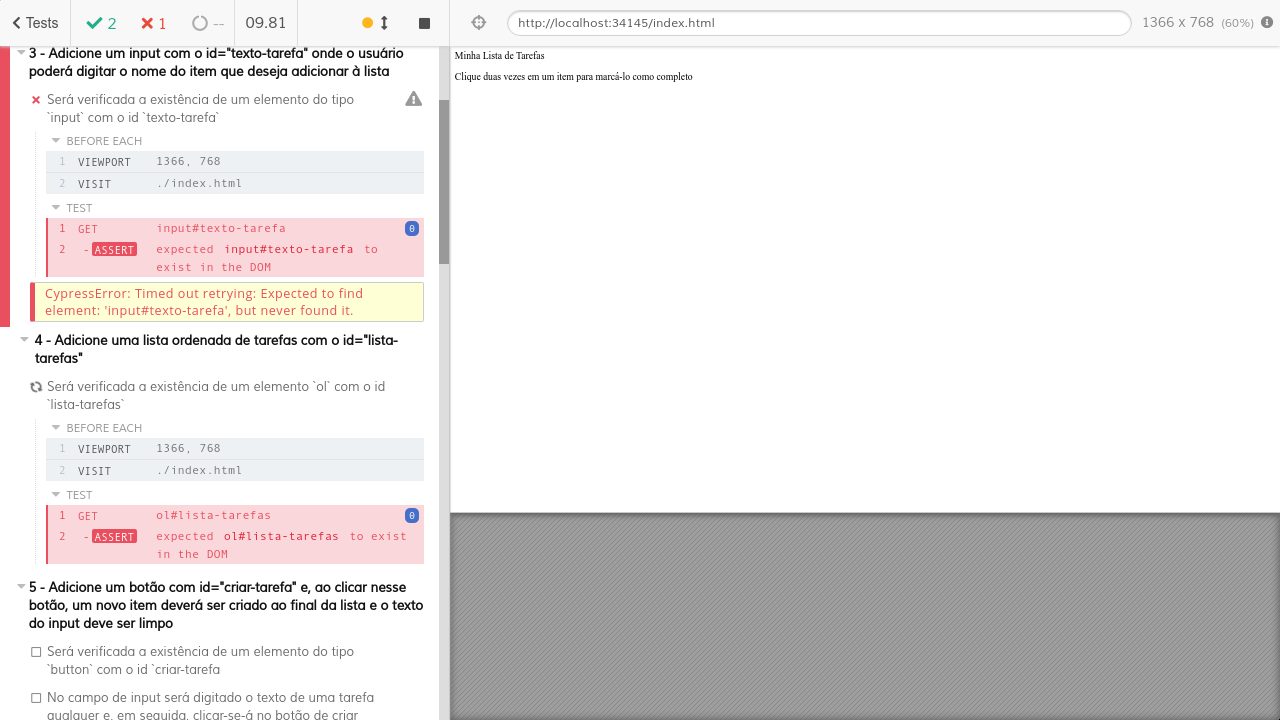 Tests
2
1
--
09.81
http://localhost:34145/index.html
1366 x 768 (60%)
3 - Adicione um input com o id="texto-tarefa" onde o usuário
poderá digitar o nome do item que deseja adicionar à lista
Será verificada a existência de um elemento do tipo
`input` com o id `texto-tarefa`
BEFORE EACH
1 VIEWPORT 1366, 768
2 VISIT ./index.html
TEST
1 GET input#texto-tarefa 0
2 -ASSERT expected input#texto-tarefa to
exist in the DOM
CypressError: Timed out retrying: Expected to find
element: 'input#texto-tarefa', but never found it.
4 - Adicione uma lista ordenada de tarefas com o id="lista-
tarefas"
Será verificada a existência de um elemento `ol` com o id
`lista-tarefas`
BEFORE EACH
1 VIEWPORT 1366, 768
2 VISIT ./index.html
TEST
1 GET ol#lista-tarefas 0
2 -ASSERT expected ol#lista-tarefas to exist
in the DOM
5 - Adicione um botão com id="criar-tarefa" e, ao clicar nesse
botão, um novo item deverá ser criado ao final da lista e o texto
do input deve ser limpo
Será verificada a existência de um elemento do tipo
`button` com o id `criar-tarefa
No campo de input será digitado o texto de uma tarefa
qualquer e, em seguida, clicar-se-á no botão de criar
Minha Lista de Tarefas
Clique duas vezes em um item para marcá-lo como completo